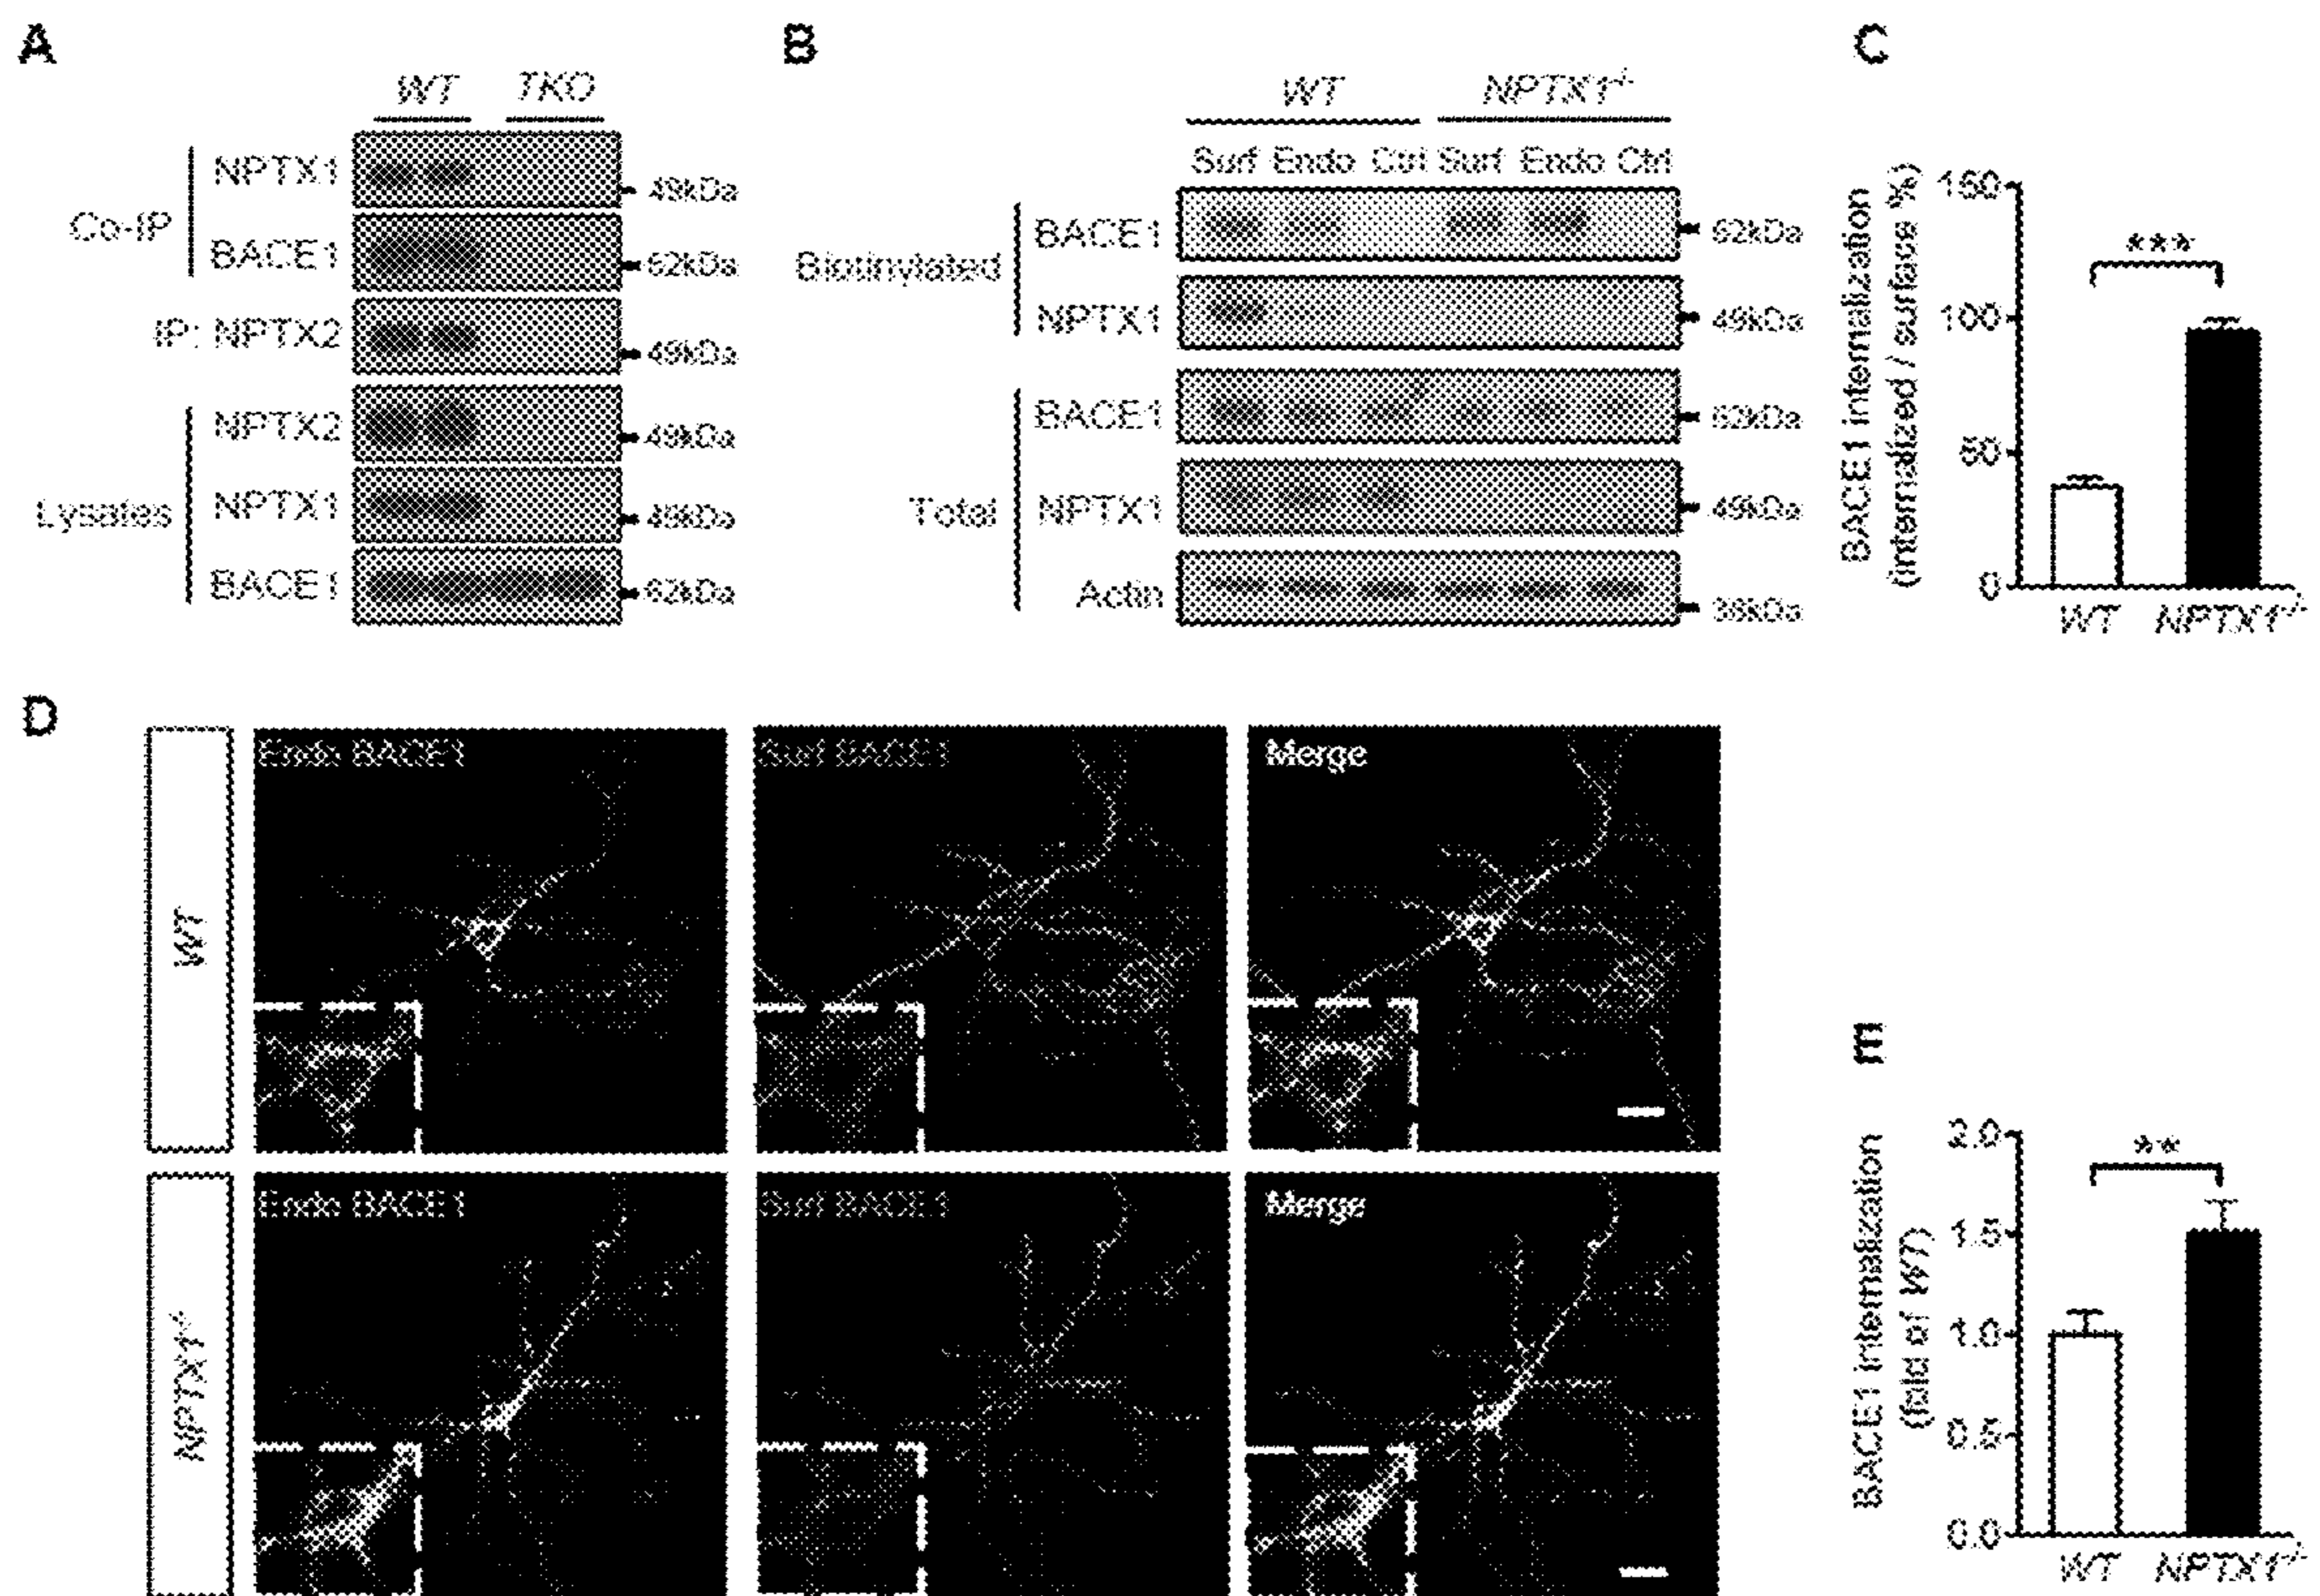 A
WT TKO
Co-IP
NPTX1
49kDa
BACE1
62kDa
IP: NPTX2
49kDa
Lysates
NPTX2
49kDa
NPTX1
49kDa
BACE1
62kDa
B
WT NPTX1-/-
Surf Endo Ctrl Surf Endo Ctrl
Biotinylated
BACE1
62kDa
NPTX1
49kDa
Total
BACE1
62kDa
NPTX1
49kDa
Actin
38kDa
C
BACE1 internalization
(internalized / surface %)
150
100
50
0
***
WT NPTX1-/-
D
WT
Endo BACE1
Surf BACE1
Merge
NPTX1-/-
Endo BACE1
Surf BACE1
Merge
E
BACE1 internalization
(fold of WT)
2.0
1.5
1.0
0.5
0.0
**
WT NPTX1-/-